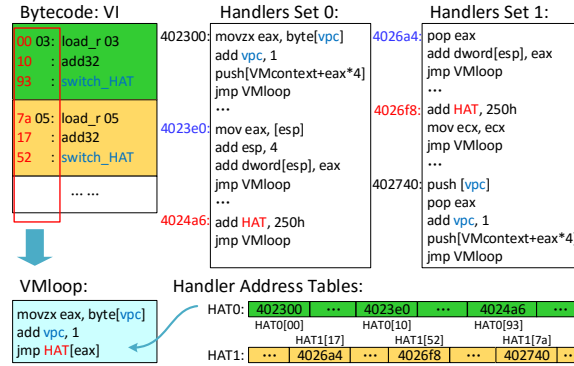 Bytecode: VI
00 03: load_r 03
10 : add32
93 : switch_HAT
7a 05: load_r 05
17 : add32
52 : switch_HAT
... ...
Handlers Set 0:
402300: movzx eax, byte[vpc]
add vpc, 1
push[VMcontext+eax*4]
jmp VMloop
...
4023e0: mov eax, [esp]
add esp, 4
add dword[esp], eax
jmp VMloop
...
4024a6: add HAT, 250h
jmp VMloop
Handlers Set 1:
4026a4: pop eax
add dword[esp], eax
jmp VMloop
...
4026f8: add HAT, 250h
mov ecx, ecx
jmp VMloop
...
402740: push [vpc]
pop eax
add vpc, 1
push[VMcontext+eax*4]
jmp VMloop
VMloop:
movzx eax, byte[vpc]
add vpc, 1
jmp HAT[eax]
Handler Address Tables:
HAT0: 402300 ... 4023e0 ... 4024a6 ...
HAT0[00] HAT0[10] HAT0[93]
HAT1[17] HAT1[52] HAT1[7a]
HAT1: ... 4026a4 ... 4026f8 ... 402740 ...